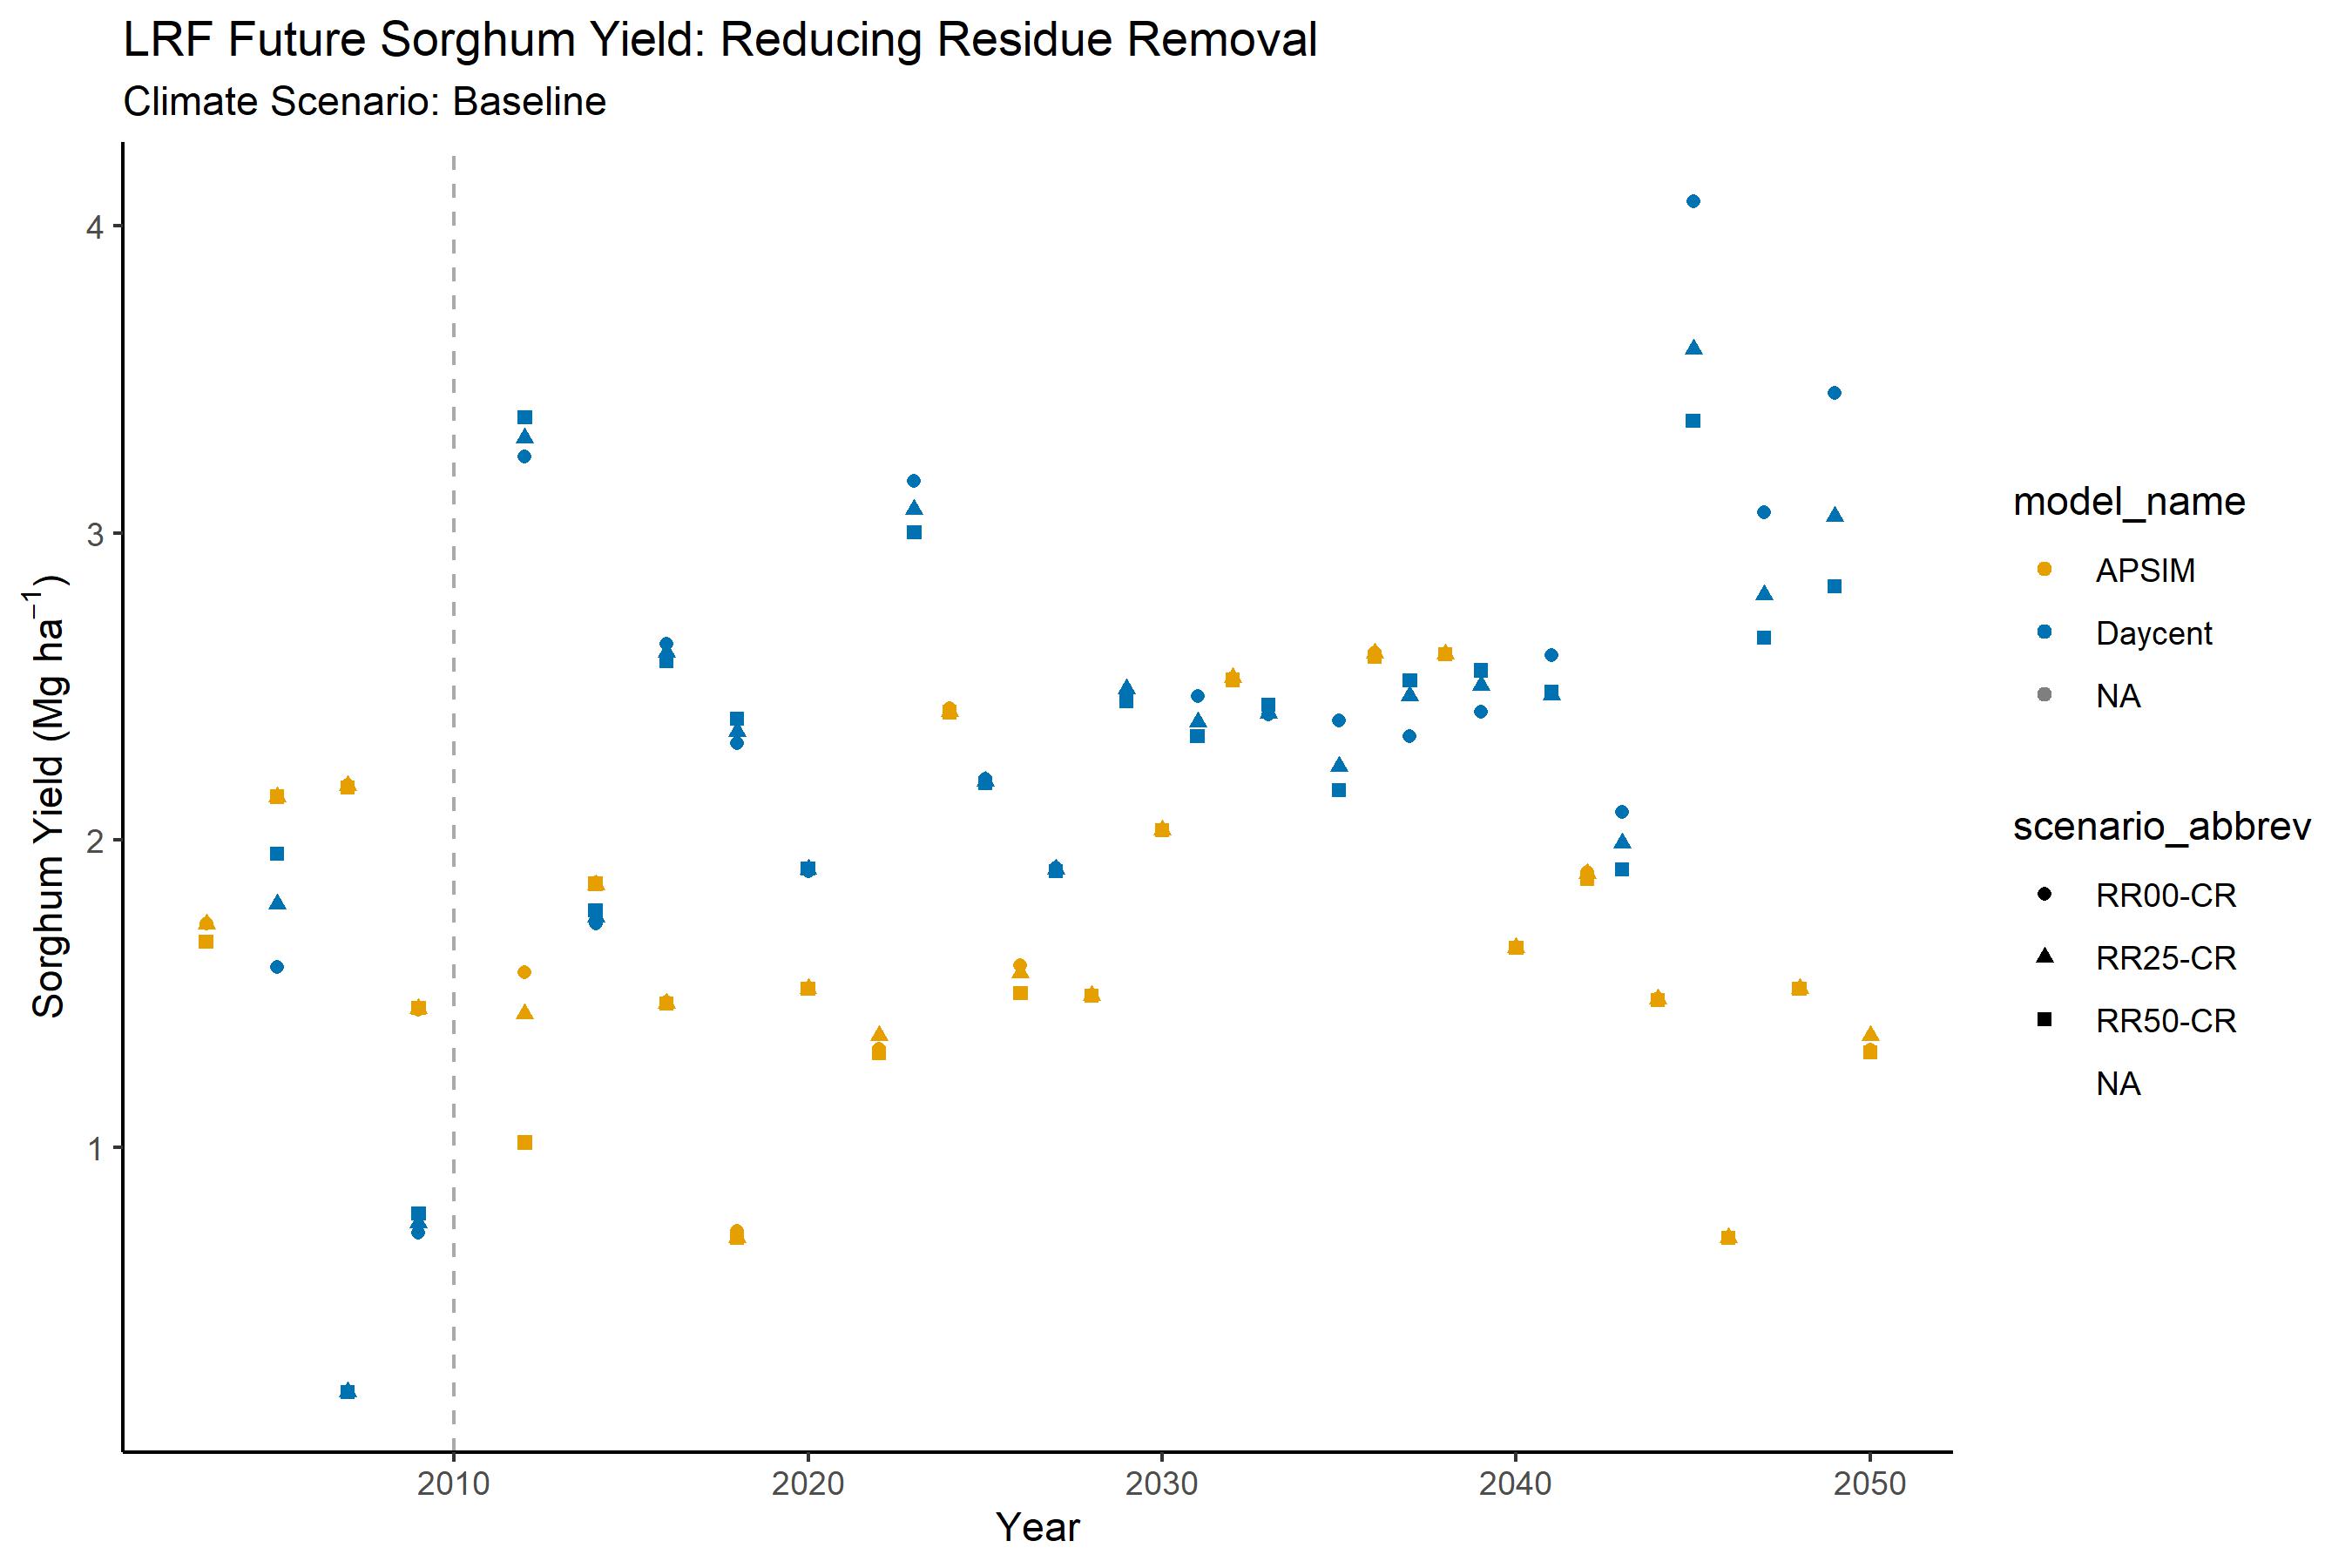 LRF Future Sorghum Yield: Reducing Residue Removal
Climate Scenario: Baseline
Sorghum Yield (Mg ha⁻¹)
4
3
2
1
2010
2020
2030
2040
2050
Year
model_name
APSIM
Daycent
NA
scenario_abbrev
RR00-CR
RR25-CR
RR50-CR
NA